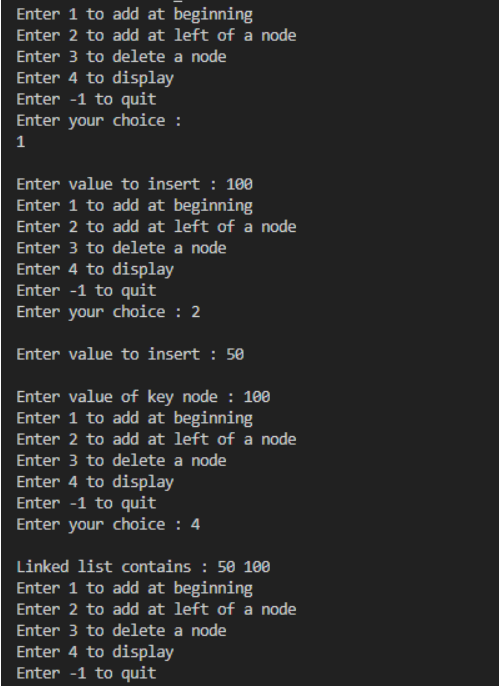 Enter 1 to add at beginning
Enter 2 to add at left of a node
Enter 3 to delete a node
Enter 4 to display
Enter -1 to quit
Enter your choice :
1
Enter value to insert : 100
Enter 1 to add at beginning
Enter 2 to add at left of a node
Enter 3 to delete a node
Enter 4 to display
Enter -1 to quit
Enter your choice : 2
Enter value to insert : 50
Enter value of key node : 100
Enter 1 to add at beginning
Enter 2 to add at left of a node
Enter 3 to delete a node
Enter 4 to display
Enter -1 to quit
Enter your choice : 4
Linked list contains : 50 100
Enter 1 to add at beginning
Enter 2 to add at left of a node
Enter 3 to delete a node
Enter 4 to display
Enter -1 to quit